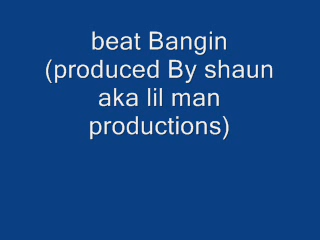 beat Bangin
(produced By shaun
aka lil man
productions)